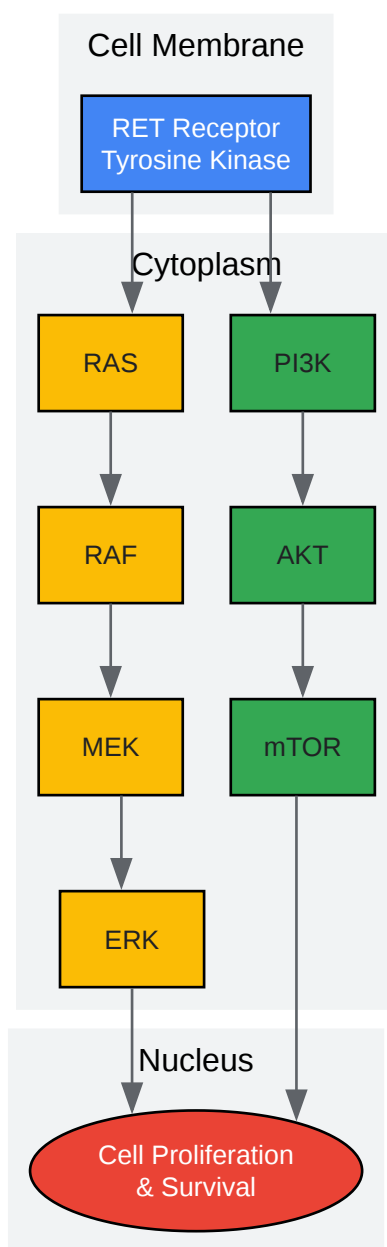 Cell Membrane
RET Receptor
Tyrosine Kinase
Cytoplasm
RAS
PI3K
RAF
AKT
MEK
mTOR
ERK
Nucleus
Cell Proliferation
& Survival